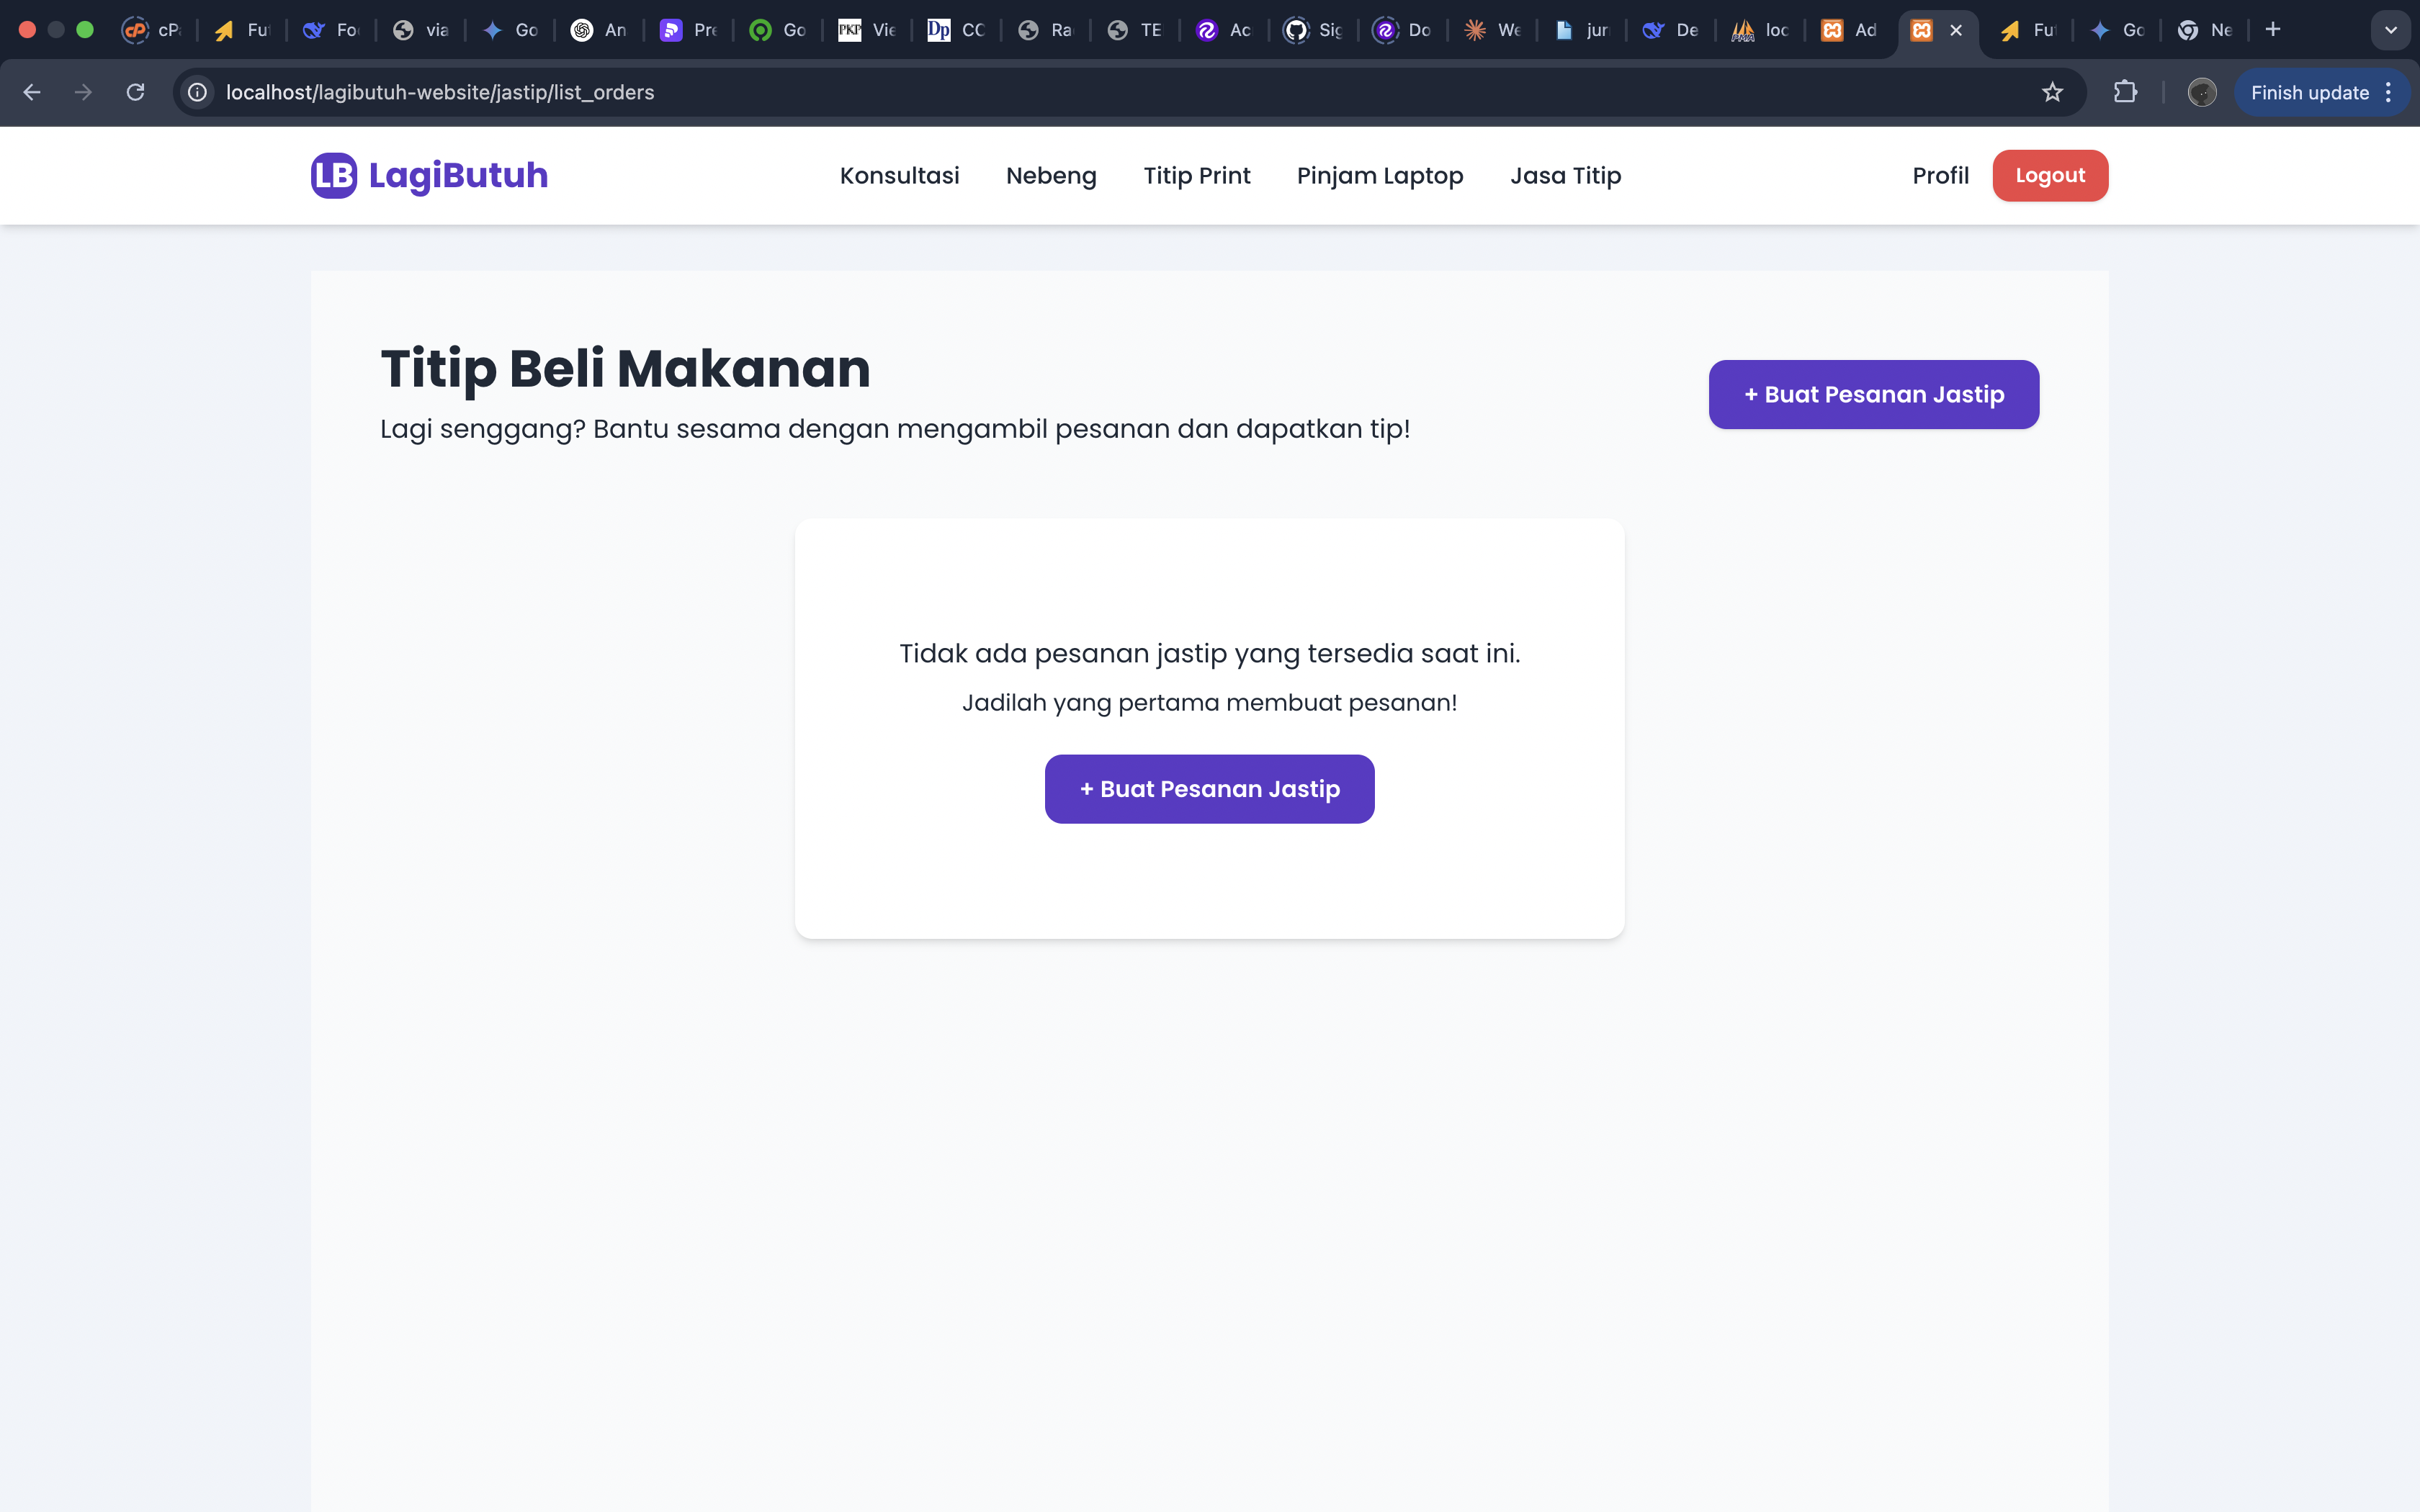 cP
Fu
Fo
via
Go
An
Pre
Go
PKP
Vie
Dp
CC
Ra
TE
Ac
Sig
Do
We
jur
De
loc
Ad
Fu
Go
Ne
localhost/lagibutuh-website/jastip/list_orders
Finish update
LB LagiButuh
Konsultasi
Nebeng
Titip Print
Pinjam Laptop
Jasa Titip
Profil
Logout
Titip Beli Makanan
Lagi senggang? Bantu sesama dengan mengambil pesanan dan dapatkan tip!
+ Buat Pesanan Jastip
Tidak ada pesanan jastip yang tersedia saat ini.
Jadilah yang pertama membuat pesanan!
+ Buat Pesanan Jastip